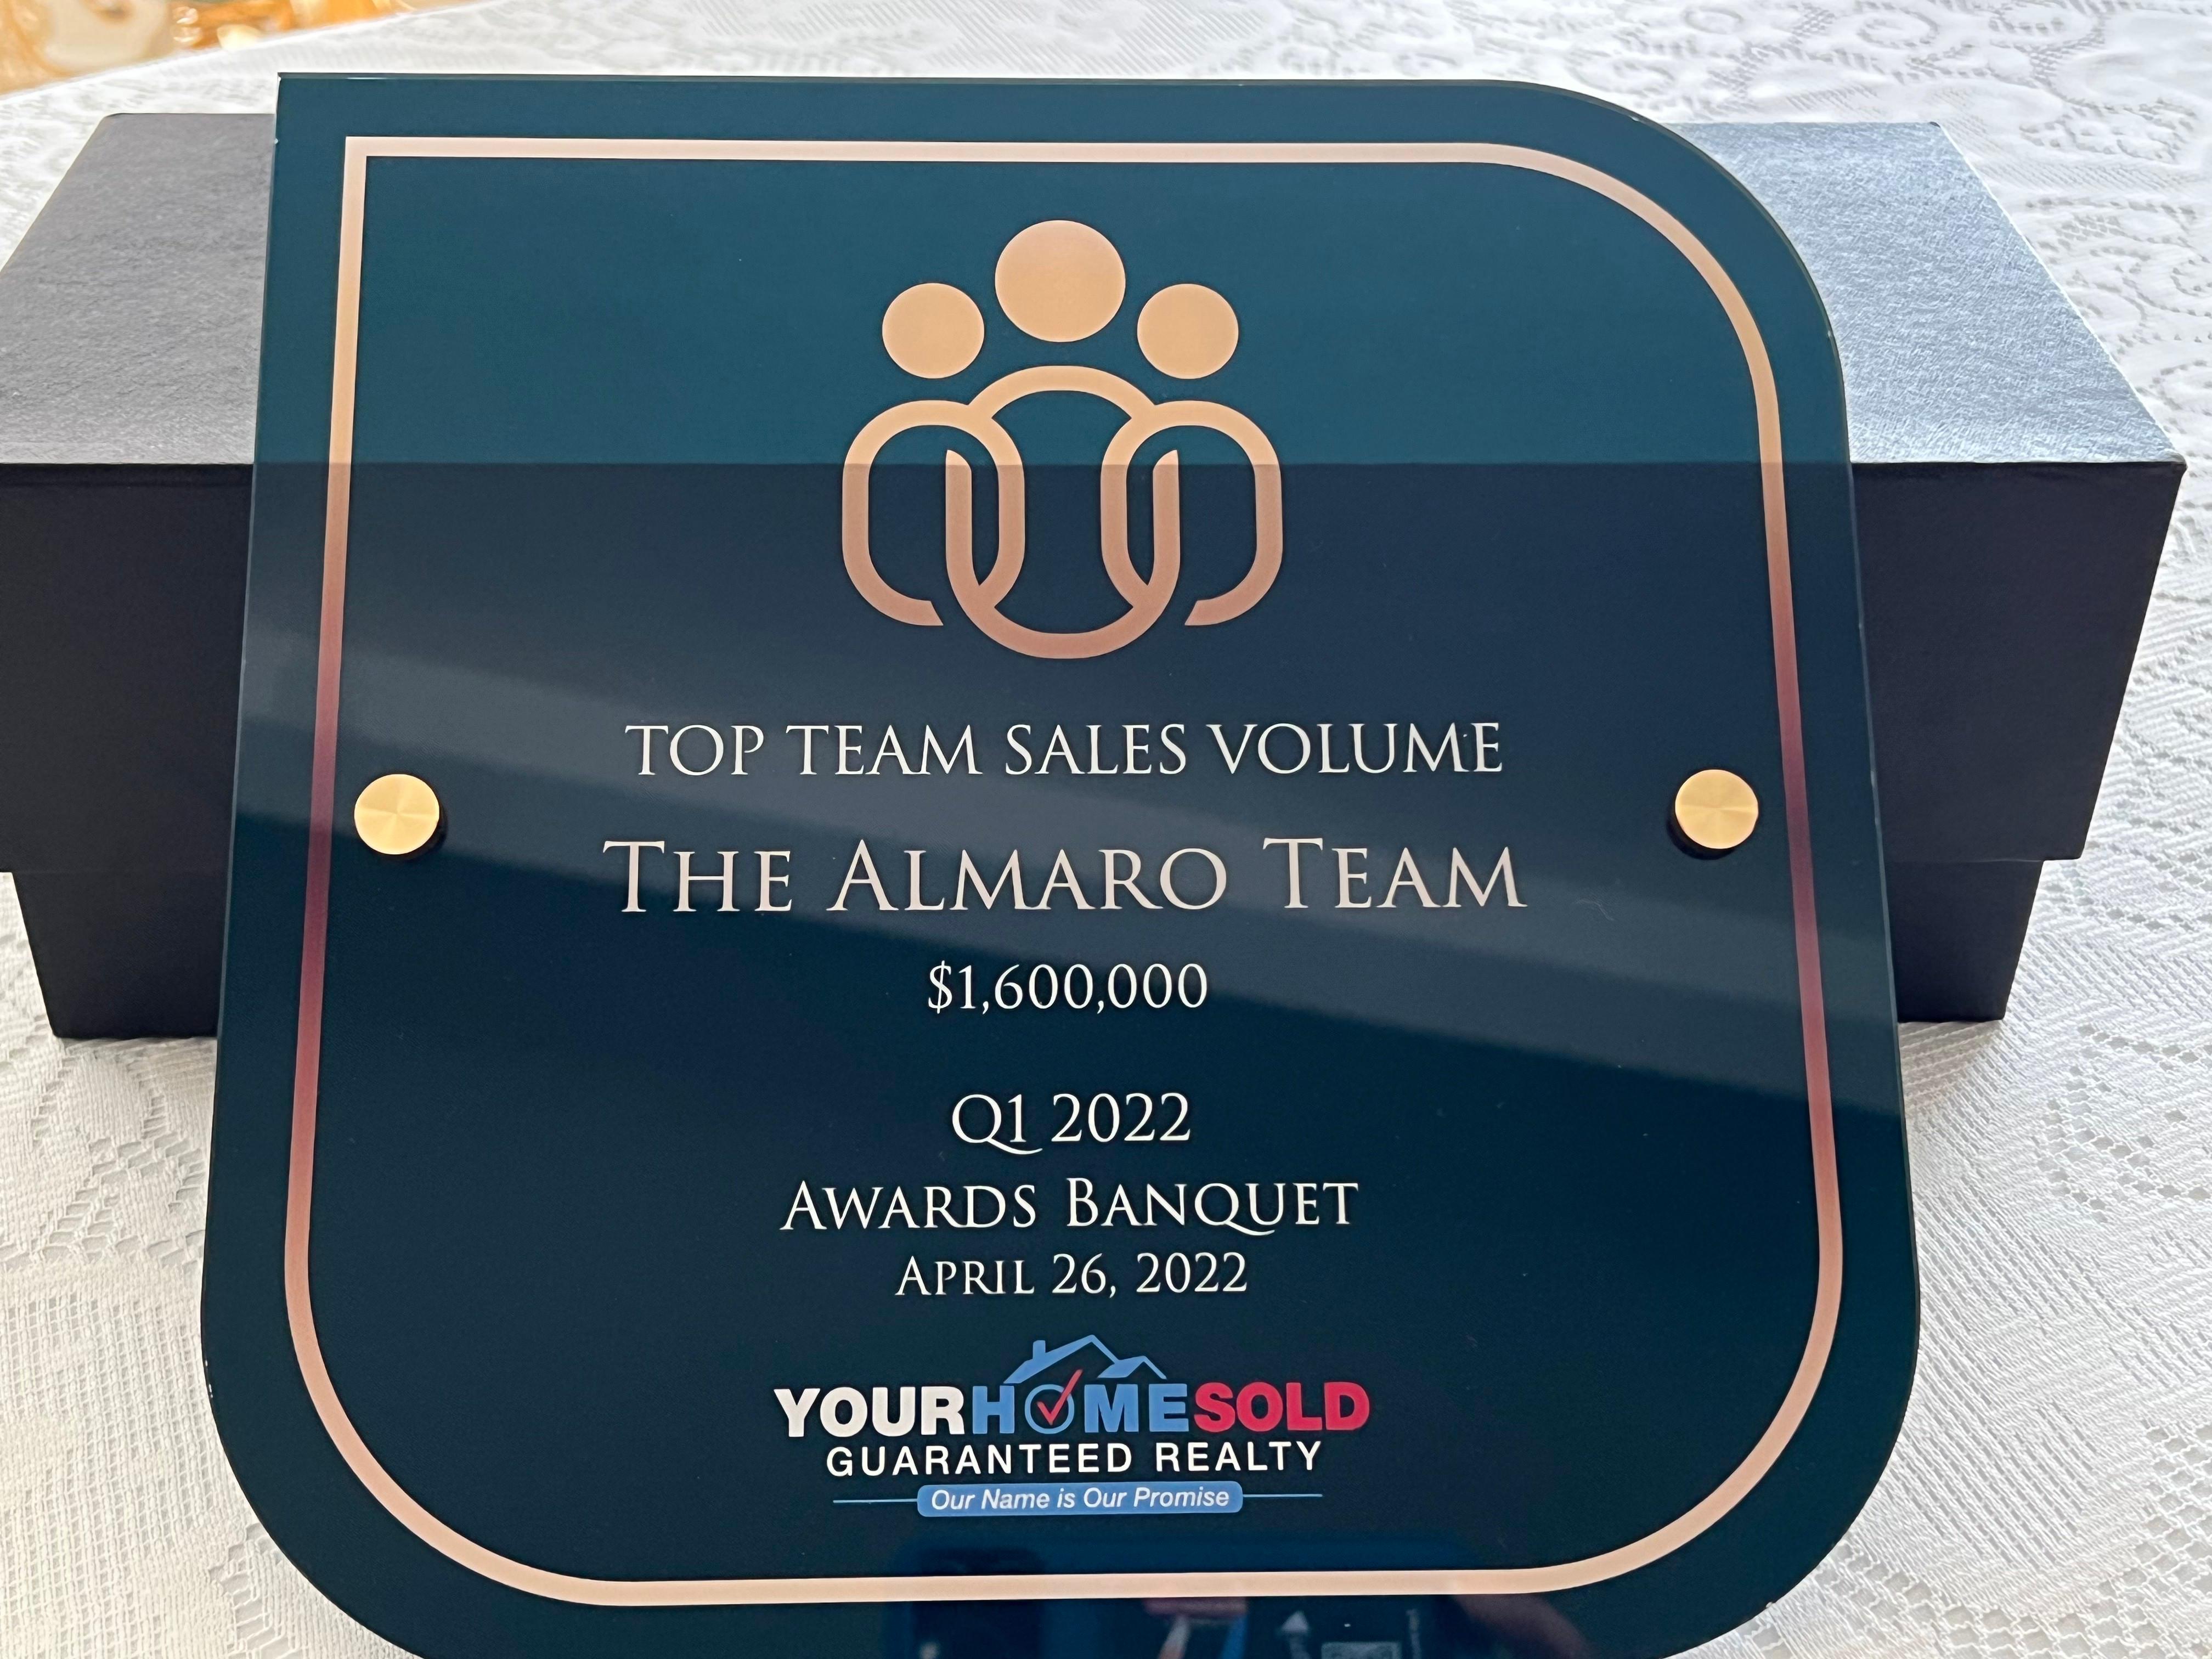 TOP TEAM SALES VOLUME
THE ALMARO TEAM
$1,600,000
Q1 2022
AWARDS BANQUET
APRIL 26, 2022
YOURHOMESOLD
GUARANTEED REALTY
Our Name is Our Promise